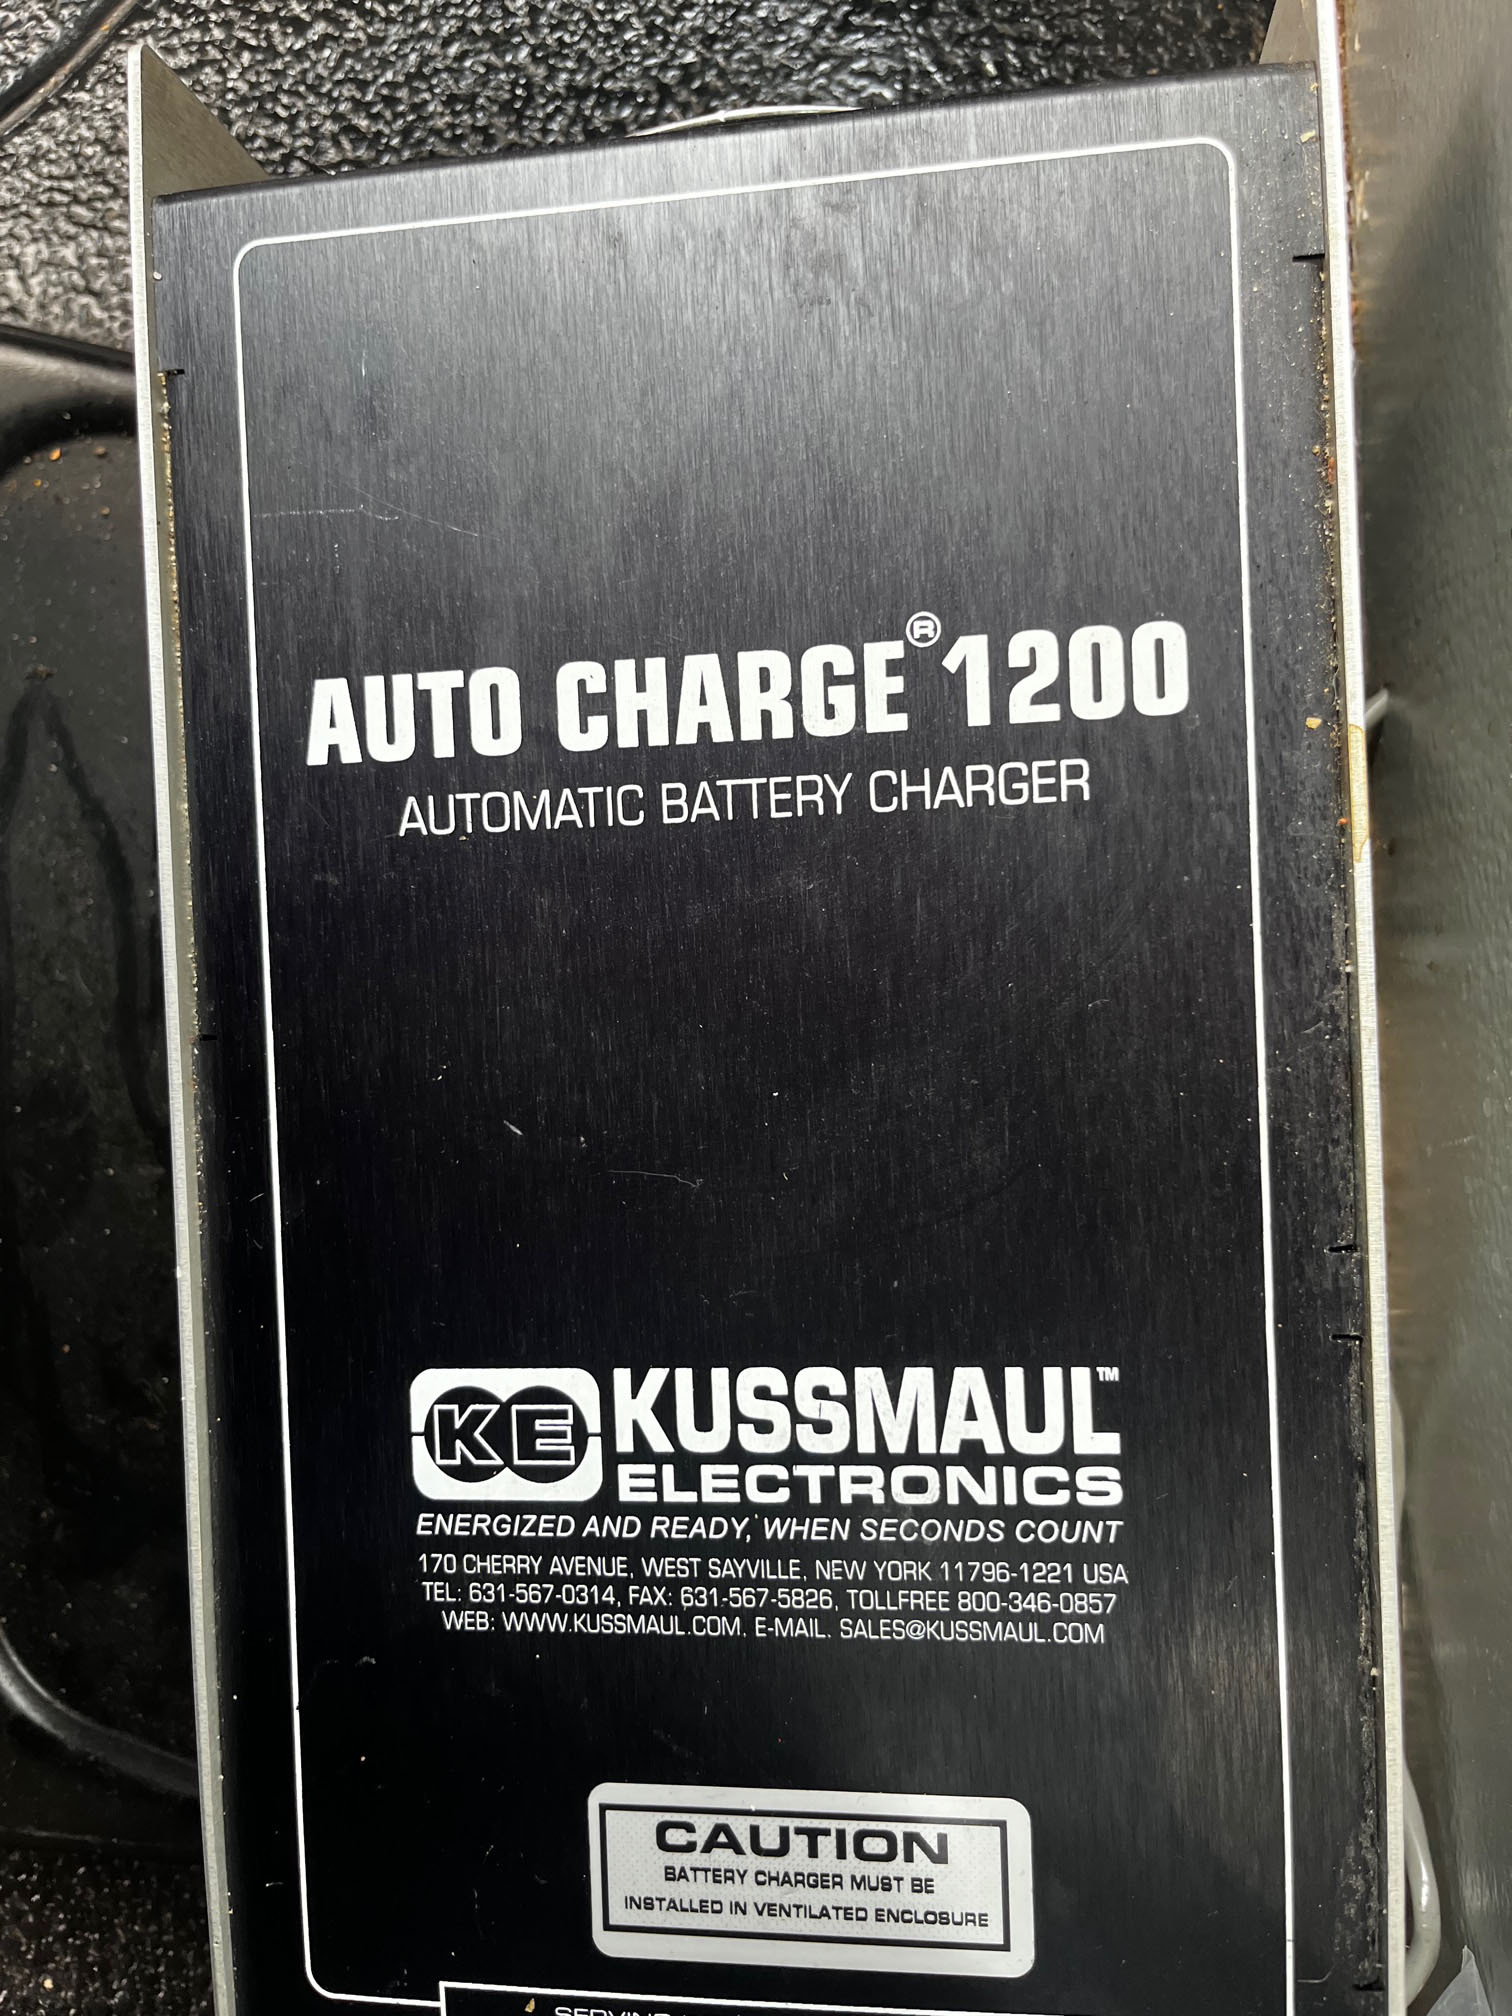 AUTO CHARGE® 1200
AUTOMATIC BATTERY CHARGER
KE KUSSMAUL™
ELECTRONICS
ENERGIZED AND READY, WHEN SECONDS COUNT
170 CHERRY AVENUE, WEST SAYVILLE, NEW YORK 11796-1221 USA
TEL: 631-567-0314, FAX: 631-567-5826, TOLLFREE 800-346-0857
WEB: WWW.KUSSMAUL.COM, E-MAIL. SALES@KUSSMAUL.COM
CAUTION
BATTERY CHARGER MUST BE
INSTALLED IN VENTILATED ENCLOSURE